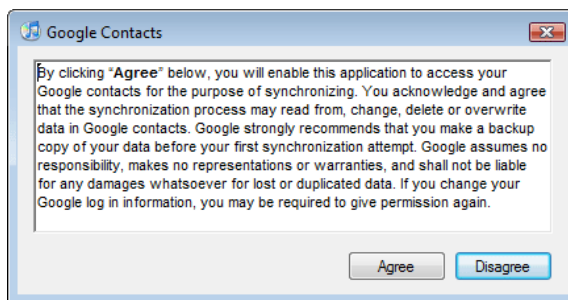 Google Contacts
By clicking “Agree” below, you will enable this application to access your
Google contacts for the purpose of synchronizing. You acknowledge and agree
that the synchronization process may read from, change, delete or overwrite
data in Google contacts. Google strongly recommends that you make a backup
copy of your data before your first synchronization attempt. Google assumes no
responsibility, makes no representations or warranties, and shall not be liable
for any damages whatsoever for lost or duplicated data. If you change your
Google log in information, you may be required to give permission again.
Agree Disagree